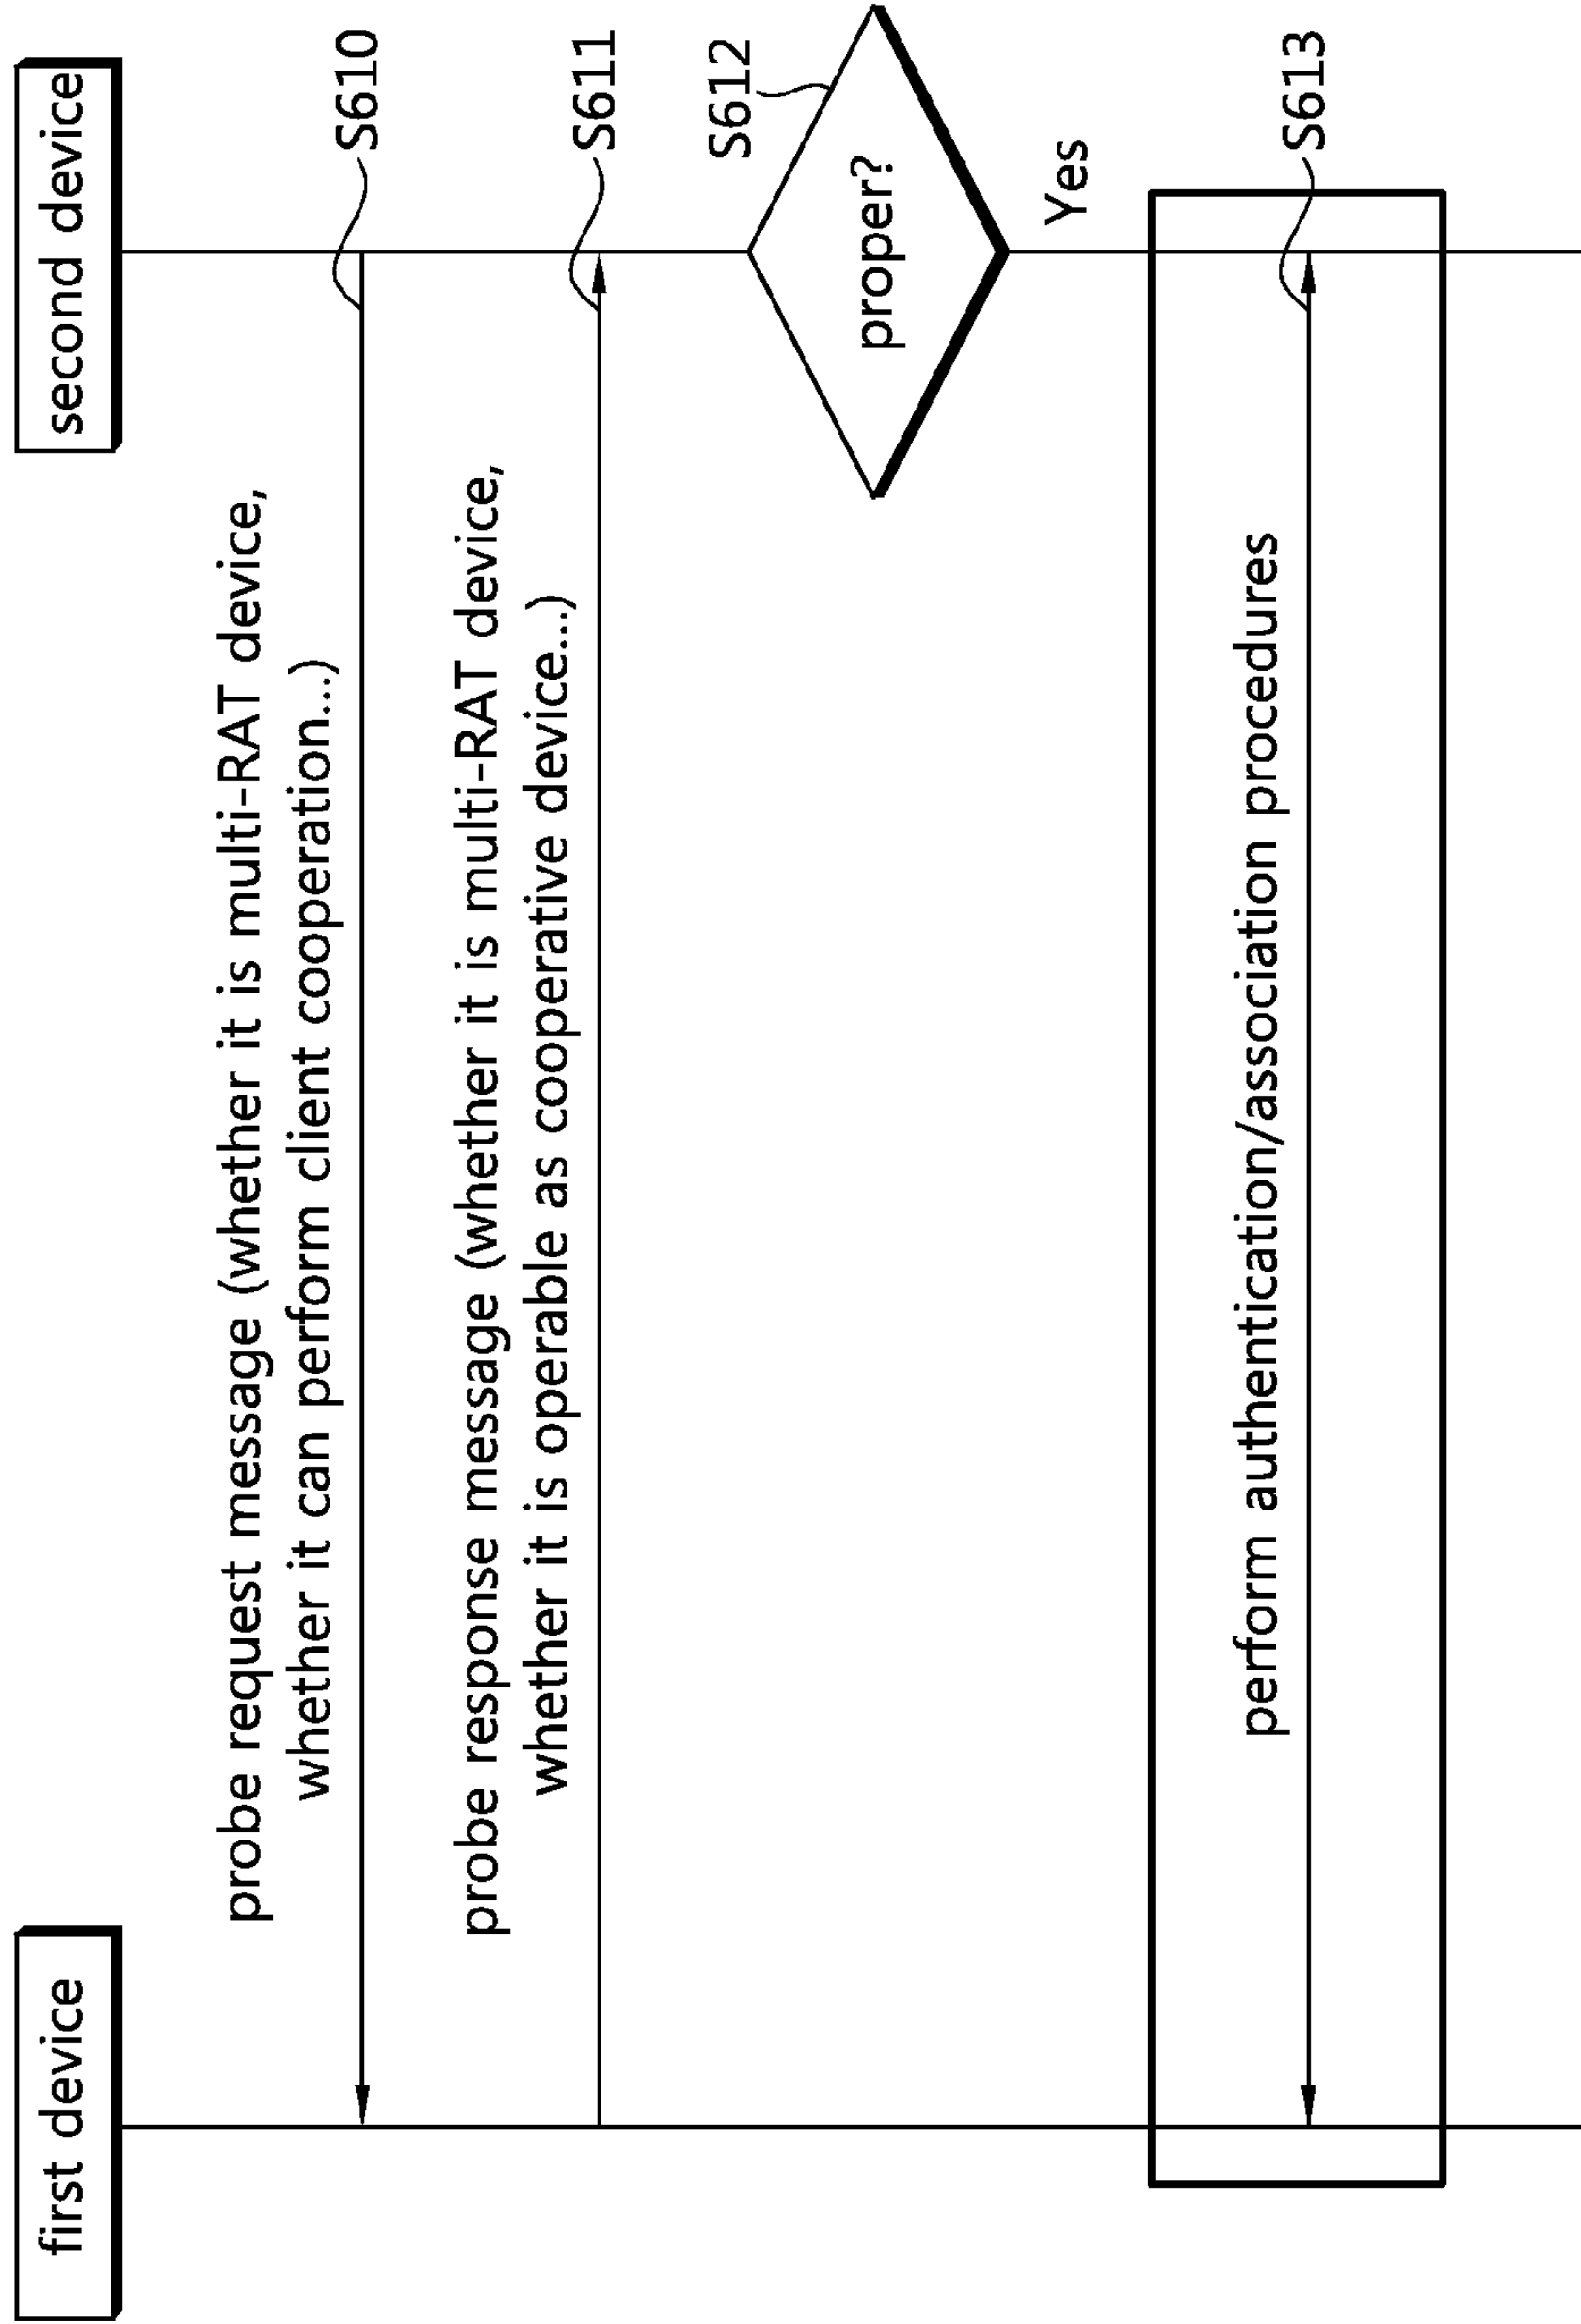 first device
second device
probe request message (whether it is multi-RAT device,
whether it can perform client cooperation...)
S610
probe response message (whether it is multi-RAT device,
whether it is operable as cooperative device...)
S611
S612
proper?
Yes
perform authentication/association procedures
S613